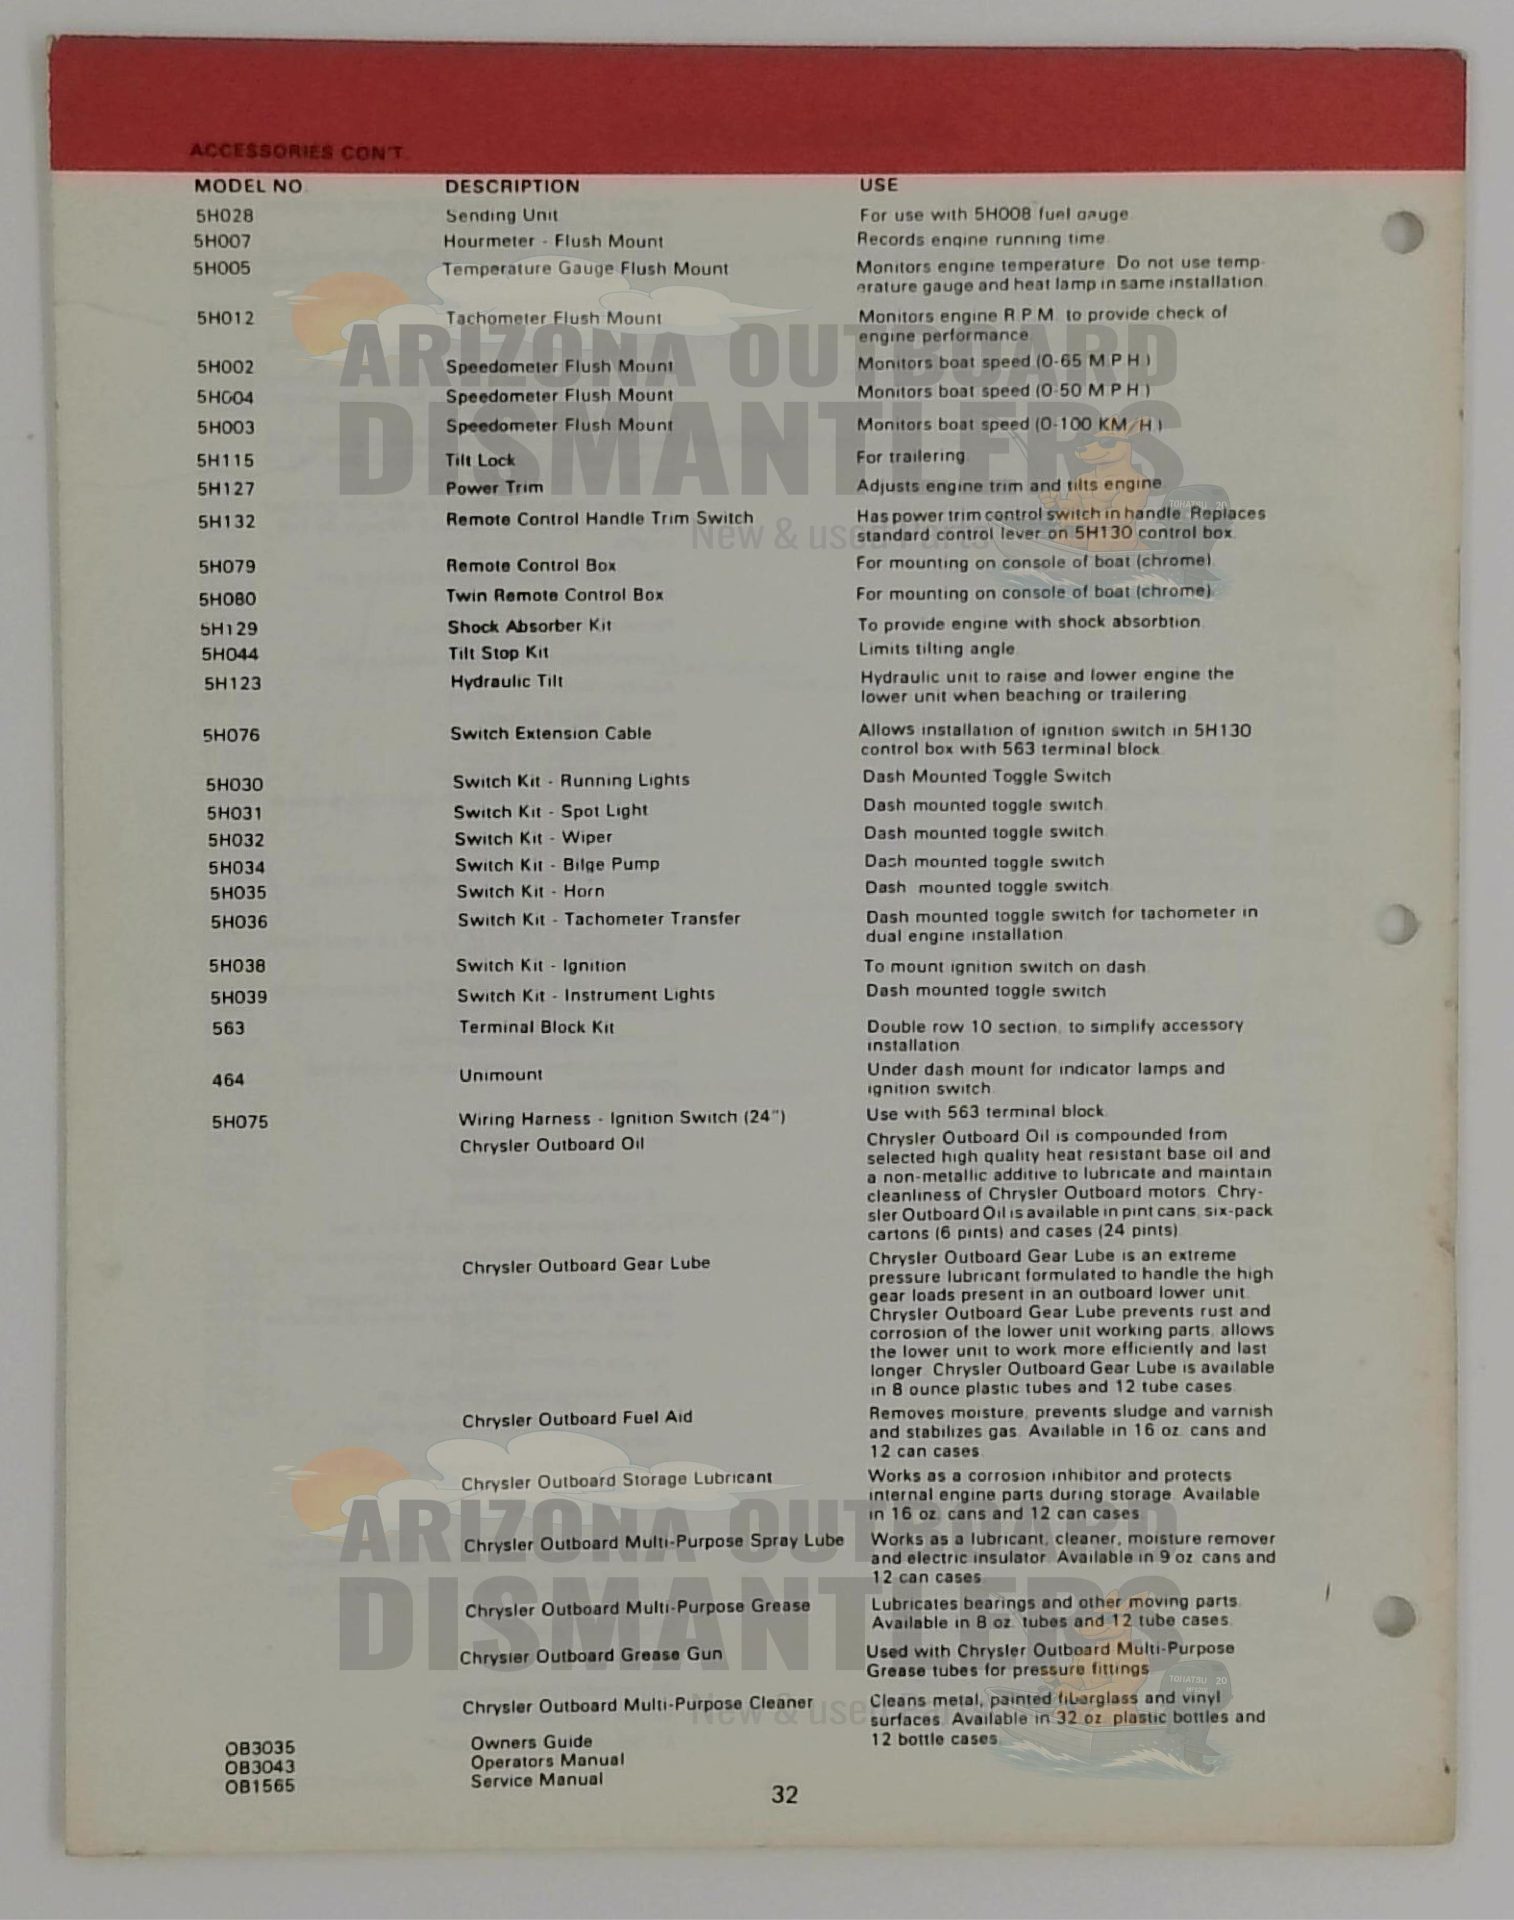 ACCESSORIES CON'T.
MODEL NO. DESCRIPTION USE
5H028 Sending Unit For use with 5H008 fuel gauge.
5H007 Hourmeter - Flush Mount Records engine running time.
5H005 Temperature Gauge Flush Mount Monitors engine temperature. Do not use temp-
erature gauge and heat lamp in same installation.
5H012 Tachometer Flush Mount Monitors engine R.P.M. to provide check of
engine performance.
5H002 Speedometer Flush Mount Monitors boat speed (0-65 M.P.H.)
5H004 Speedometer Flush Mount Monitors boat speed (0-50 M.P.H.)
5H003 Speedometer Flush Mount Monitors boat speed (0-100 KM/H.)
5H115 Tilt Lock For trailering.
5H127 Power Trim Adjusts engine trim and tilts engine.
5H132 Remote Control Handle Trim Switch Has power trim control switch in handle. Replaces
standard control lever on 5H130 control box.
5H079 Remote Control Box For mounting on console of boat (chrome).
5H080 Twin Remote Control Box For mounting on console of boat (chrome).
5H129 Shock Absorber Kit To provide engine with shock absorbtion.
5H044 Tilt Stop Kit Limits tilting angle.
5H123 Hydraulic Tilt Hydraulic unit to raise and lower engine the
lower unit when beaching or trailering.
5H076 Switch Extension Cable Allows installation of ignition switch in 5H130
control box with 563 terminal block.
5H030 Switch Kit - Running Lights Dash Mounted Toggle Switch
5H031 Switch Kit - Spot Light Dash mounted toggle switch.
5H032 Switch Kit - Wiper Dash mounted toggle switch.
5H034 Switch Kit - Bilge Pump Dash mounted toggle switch
5H035 Switch Kit - Horn Dash mounted toggle switch.
5H036 Switch Kit - Tachometer Transfer Dash mounted toggle switch for tachometer in
dual engine installation.
5H038 Switch Kit - Ignition To mount ignition switch on dash.
5H039 Switch Kit - Instrument Lights Dash mounted toggle switch
563 Terminal Block Kit Double row 10 section, to simplify accessory
installation.
464 Unimount Under dash mount for indicator lamps and
ignition switch.
5H075 Wiring Harness - Ignition Switch (24") Use with 563 terminal block.
Chrysler Outboard Oil Chrysler Outboard Oil is compounded from
selected high quality heat resistant base oil and
a non-metallic additive to lubricate and maintain
cleanliness of Chrysler Outboard motors. Chry-
sler Outboard Oil is available in pint cans, six-pack
cartons (6 pints) and cases (24 pints).
Chrysler Outboard Gear Lube Chrysler Outboard Gear Lube is an extreme
pressure lubricant formulated to handle the high
gear loads present in an outboard lower unit.
Chrysler Outboard Gear Lube prevents rust and
corrosion of the lower unit working parts, allows
the lower unit to work more efficiently and last
longer. Chrysler Outboard Gear Lube is available
in 8 ounce plastic tubes and 12 tube cases.
Chrysler Outboard Fuel Aid Removes moisture, prevents sludge and varnish
and stabilizes gas. Available in 16 oz. cans and
12 can cases.
Chrysler Outboard Storage Lubricant Works as a corrosion inhibitor and protects
internal engine parts during storage. Available
in 16 oz. cans and 12 can cases.
Chrysler Outboard Multi-Purpose Spray Lube Works as a lubricant, cleaner, moisture remover
and electric insulator. Available in 9 oz. cans and
12 can cases.
Chrysler Outboard Multi-Purpose Grease Lubricates bearings and other moving parts.
Available in 8 oz. tubes and 12 tube cases.
Chrysler Outboard Grease Gun Used with Chrysler Outboard Multi-Purpose
Grease tubes for pressure fittings.
Chrysler Outboard Multi-Purpose Cleaner Cleans metal, painted fiberglass and vinyl
surfaces. Available in 32 oz. plastic bottles and
12 bottle cases.
OB3035 Owners Guide
OB3043 Operators Manual
OB1565 Service Manual
32
ARIZONA OUTBOARD
DISMANTLERS
New & used Parts
TOHATSU 20
ARIZONA OUTBOARD
DISMANTLERS
New & used Parts
TOHATSU 20